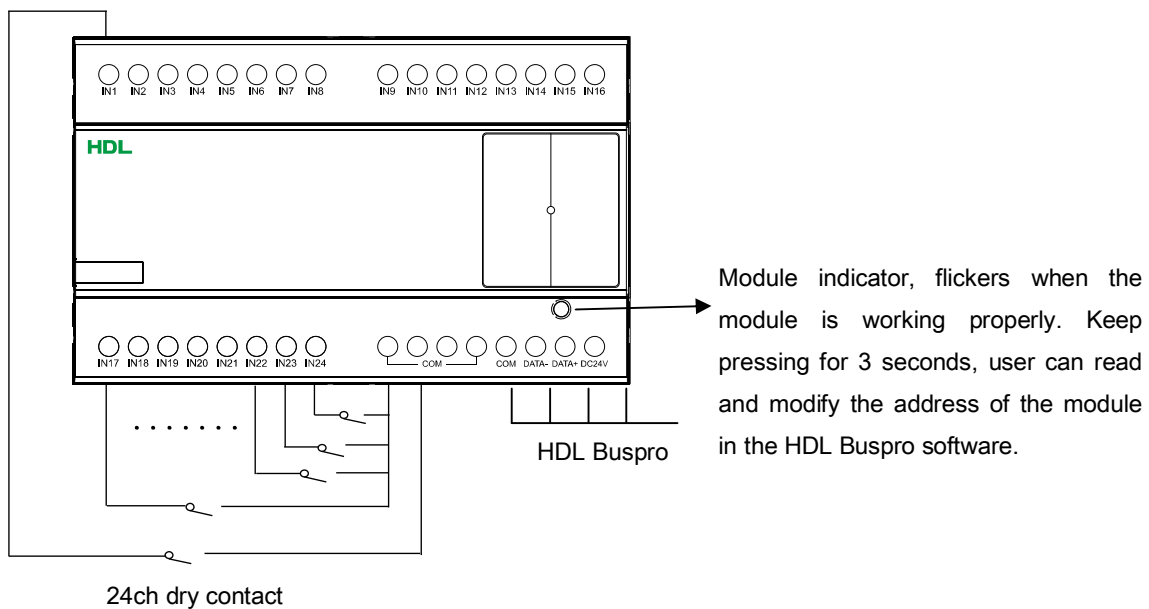 IN1 IN2 IN3 IN4 IN5 IN6 IN7 IN8 IN9 IN10 IN11 IN12 IN13 IN14 IN15 IN16
HDL
IN17 IN18 IN19 IN20 IN21 IN22 IN23 IN24 COM COM DATA- DATA+ DC24V
Module indicator, flickers when the
module is working properly. Keep
pressing for 3 seconds, user can read
and modify the address of the module
in the HDL Buspro software.
. . . . . . .
HDL Buspro
24ch dry contact